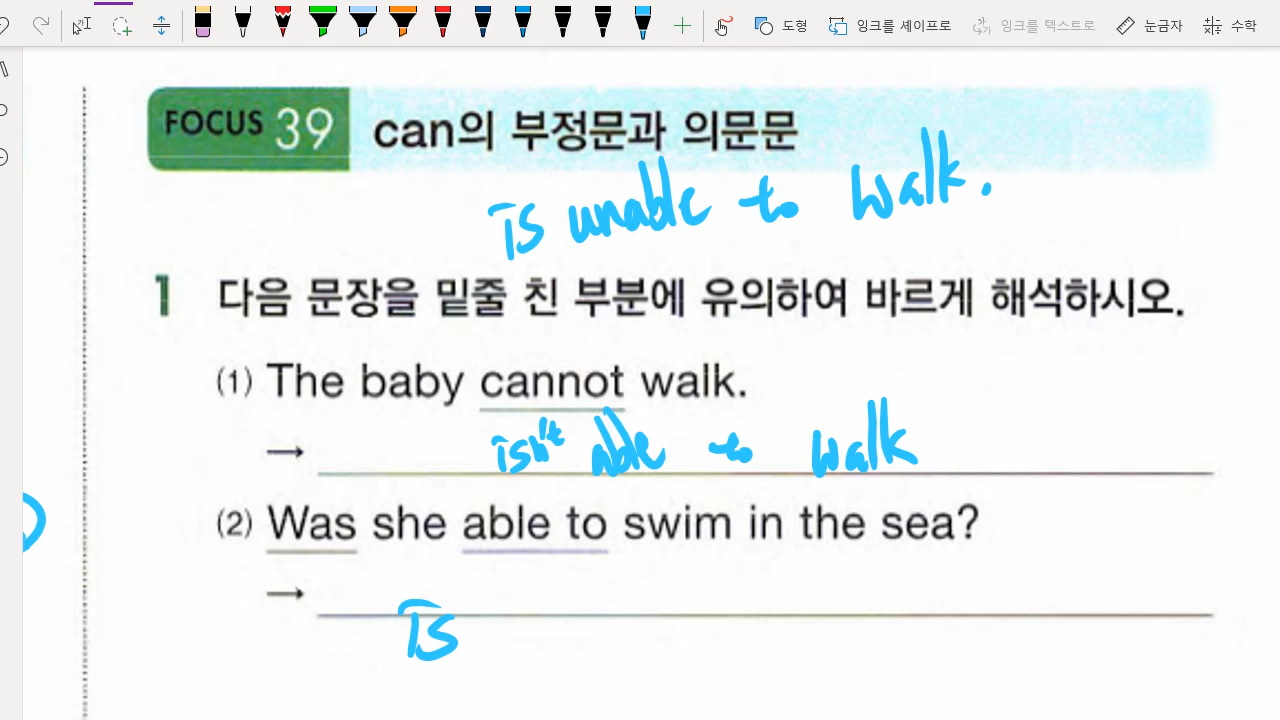 도형 잉크를 셰이프로 잉크를 텍스트로 눈금자 수학
FOCUS 39 can의 부정문과 의문문
is unable to walk.
1 다음 문장을 밑줄 친 부분에 유의하여 바르게 해석하시오.
(1) The baby cannot walk.
→ isn't able to walk
(2) Was she able to swim in the sea?
→
is